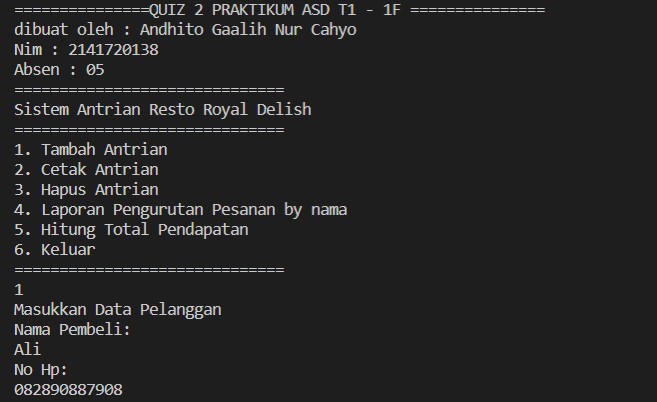 ===============QUIZ 2 PRAKTIKUM ASD T1 - 1F ===============
dibuat oleh : Andhito Gaalih Nur Cahyo
Nim : 2141720138
Absen : 05
==============================
Sistem Antrian Resto Royal Delish
==============================
1. Tambah Antrian
2. Cetak Antrian
3. Hapus Antrian
4. Laporan Pengurutan Pesanan by nama
5. Hitung Total Pendapatan
6. Keluar
==============================
1
Masukkan Data Pelanggan
Nama Pembeli:
Ali
No Hp:
082890887908